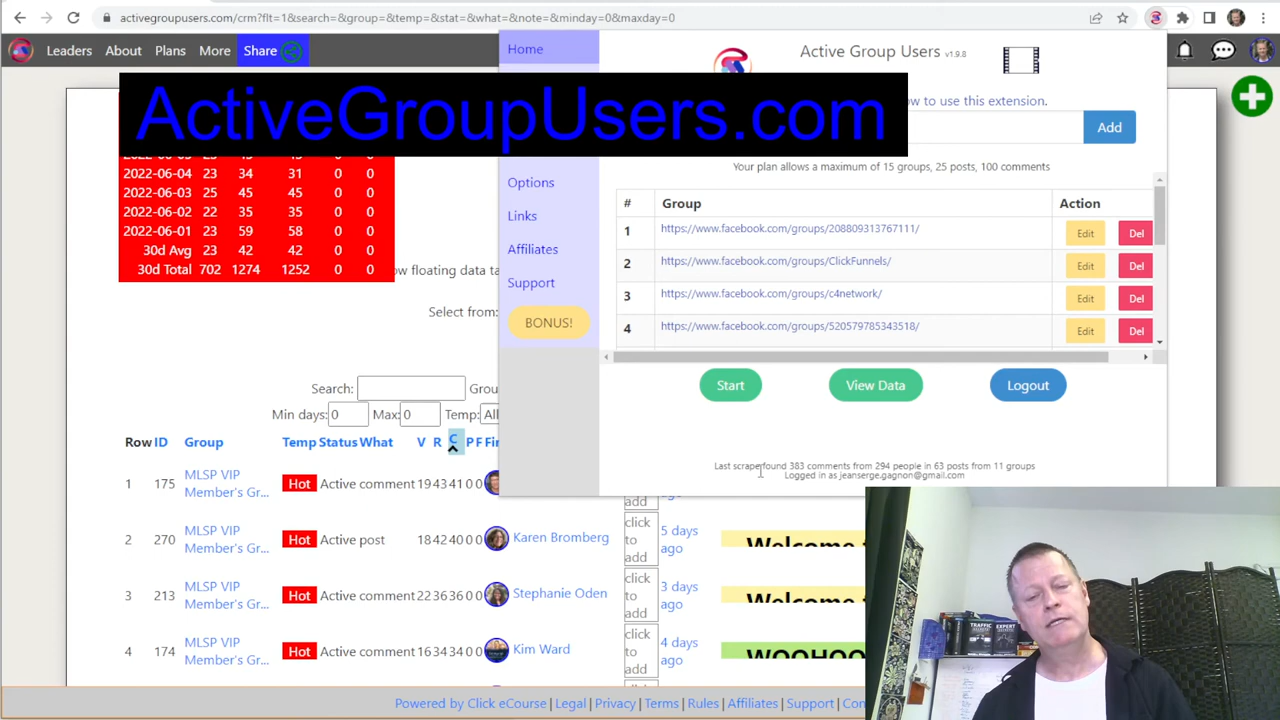 activegroupusers.com/crm?flt=1&search=&group=&temp=&stat=&what=&note=&minday=0&maxday=0
Leaders About Plans More Share
Home
Active Group Users v1.9.8
ActiveGroupUsers.com
ow to use this extension.
Add
Your plan allows a maximum of 15 groups, 25 posts, 100 comments
2022-06-04 23 34 31 0 0
2022-06-03 25 45 45 0 0
2022-06-02 22 35 35 0 0
2022-06-01 23 59 58 0 0
30d Avg 23 42 42 0 0
30d Total 702 1274 1252 0 0
ow floating data ta
Select from:
Options
Links
Affiliates
Support
BONUS!
# Group Action
1 https://www.facebook.com/groups/208809313767111/ Edit Del
2 https://www.facebook.com/groups/ClickFunnels/ Edit Del
3 https://www.facebook.com/groups/c4network/ Edit Del
4 https://www.facebook.com/groups/520579785343518/ Edit Del
Start View Data Logout
Last scrape found 383 comments from 294 people in 63 posts from 11 groups
Logged in as jeanserge.gagnon@gmail.com
Search: Grou
Min days: 0 Max: 0 Temp: All
Row ID Group Temp Status What V R C P F Fir
1 175 MLSP VIP Member's Gr... Hot Active comment 19 43 41 0 0
add
2 270 MLSP VIP Member's Gr... Hot Active post 18 42 40 0 0 Karen Bromberg click to add 5 days ago
3 213 MLSP VIP Member's Gr... Hot Active comment 22 36 36 0 0 Stephanie Oden click to add 3 days ago
4 174 MLSP VIP Member's Gr... Hot Active comment 16 34 34 0 0 Kim Ward click to add 4 days ago
TRAFFIC EXPERT
Powered by Click eCourse | Legal | Privacy | Terms | Rules | Affiliates | Support | Con